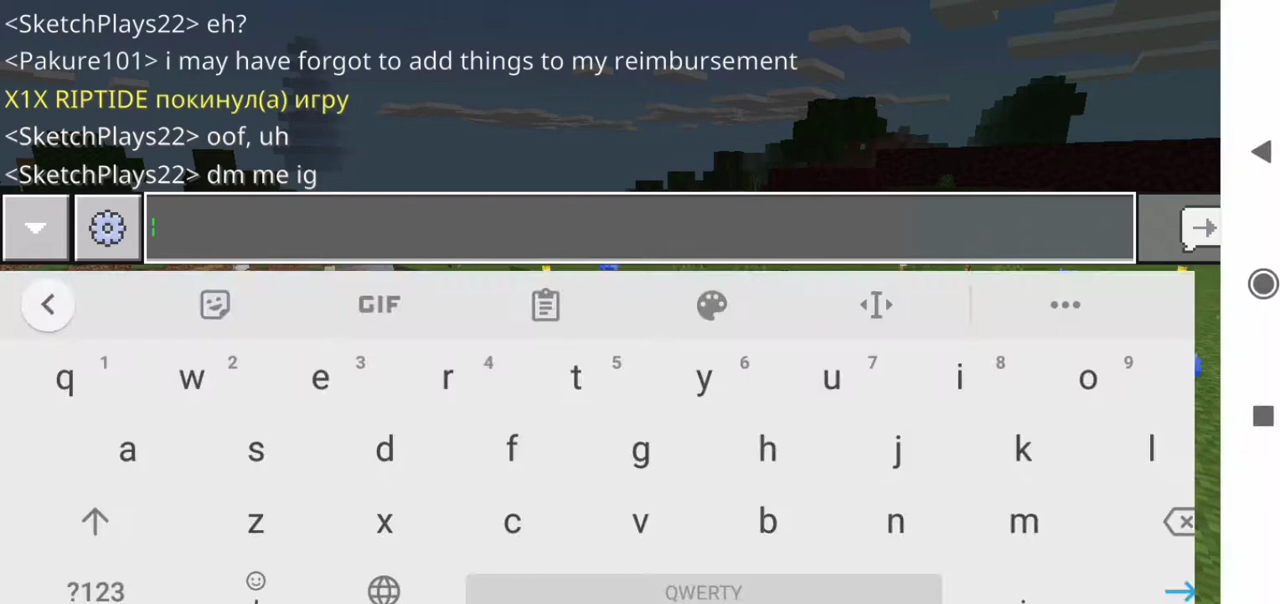 <SketchPlays22> eh?
<Pakure101> i may have forgot to add things to my reimbursement
X1X RIPTIDE покинул(а) игру
<SketchPlays22> oof, uh
<SketchPlays22> dm me ig
GIF
q 1 w 2 e 3 r 4 t 5 y 6 u 7 i 8 o 9
a s d f g h j k l
z x c v b n m
?123 , QWERTY .